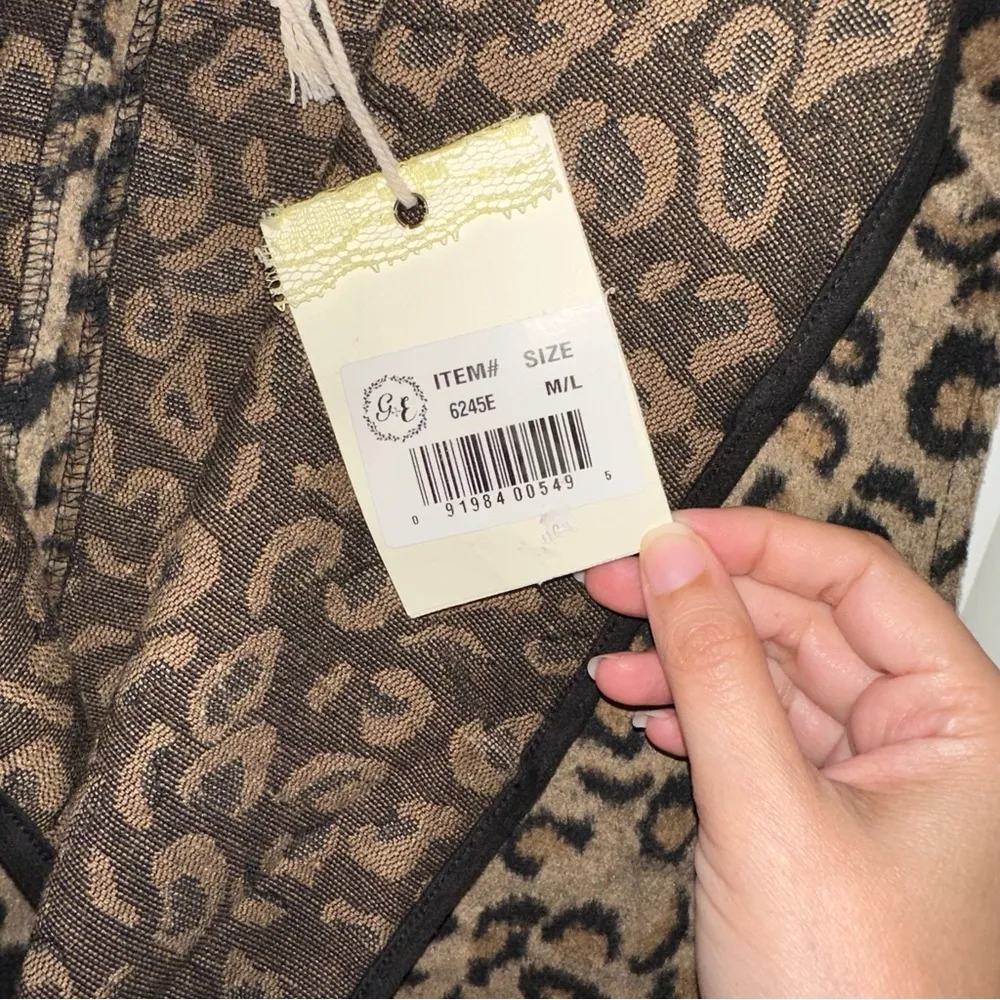 ITEM# SIZE
G E
6245E M/L
0 91984 00549 5